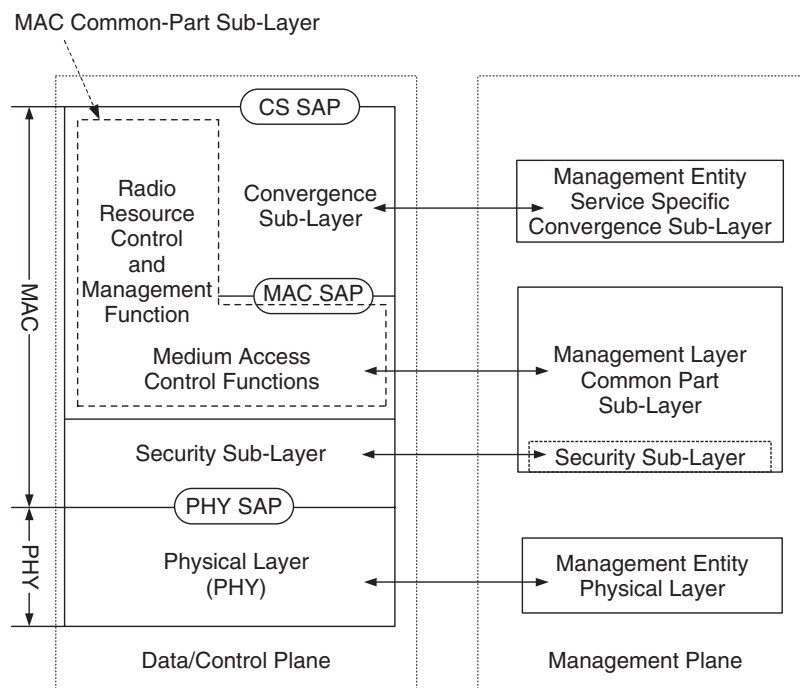 MAC Common-Part Sub-Layer
CS SAP
Radio
Resource
Control
and
Management
Function
Convergence
Sub-Layer
MAC SAP
Medium Access
Control Functions
Security Sub-Layer
PHY SAP
Physical Layer
(PHY)
MAC
PHY
Data/Control Plane
Management Entity
Service Specific
Convergence Sub-Layer
Management Layer
Common Part
Sub-Layer
Security Sub-Layer
Management Entity
Physical Layer
Management Plane